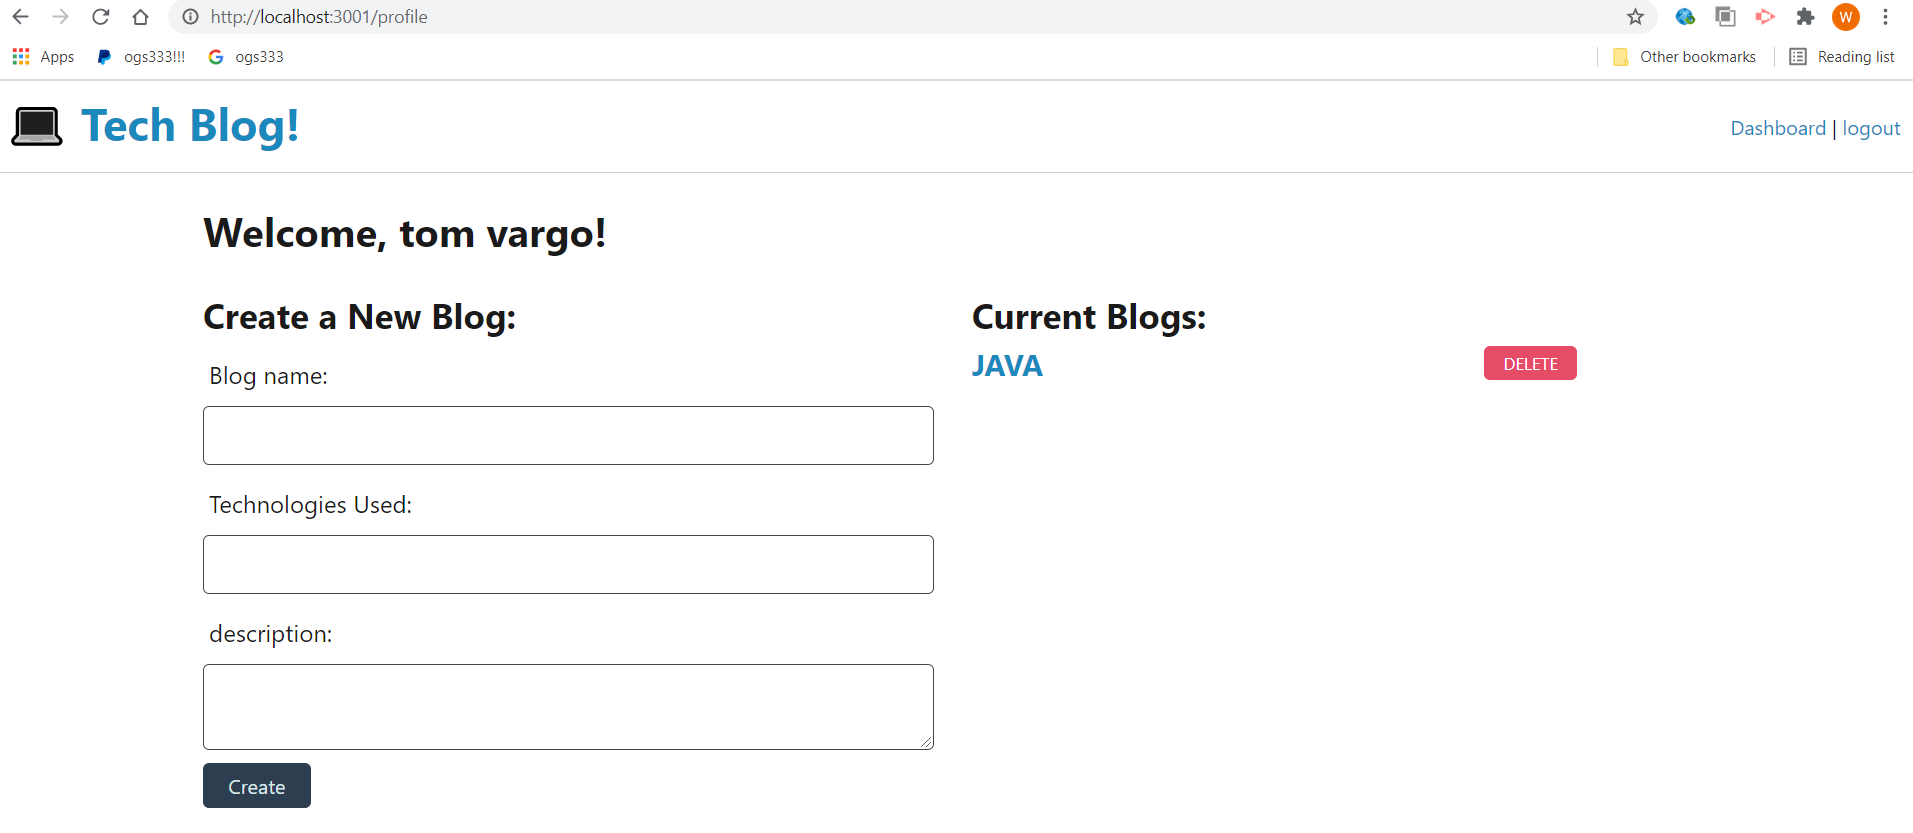 http://localhost:3001/profile
W
Apps ogs333!!! ogs333 Other bookmarks Reading list
Tech Blog! Dashboard | logout
Welcome, tom vargo!
Create a New Blog: Current Blogs:
JAVA DELETE
Blog name:
Technologies Used:
description:
Create